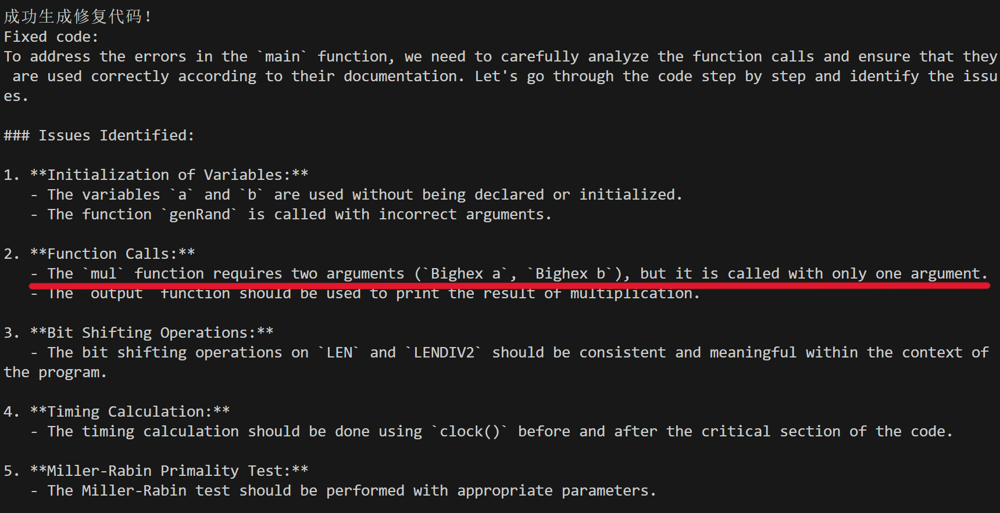 成功生成修复代码！
Fixed code:
To address the errors in the `main` function, we need to carefully analyze the function calls and ensure that they
 are used correctly according to their documentation. Let's go through the code step by step and identify the issu
es.
### Issues Identified:
1. **Initialization of Variables:**
   - The variables `a` and `b` are used without being declared or initialized.
   - The function `genRand` is called with incorrect arguments.
2. **Function Calls:**
   - The `mul` function requires two arguments (`Bighex a`, `Bighex b`), but it is called with only one argument.
   - The  output  function should be used to print the result of multiplication.
3. **Bit Shifting Operations:**
   - The bit shifting operations on `LEN` and `LENDIV2` should be consistent and meaningful within the context of
the program.
4. **Timing Calculation:**
   - The timing calculation should be done using `clock()` before and after the critical section of the code.
5. **Miller-Rabin Primality Test:**
   - The Miller-Rabin test should be performed with appropriate parameters.